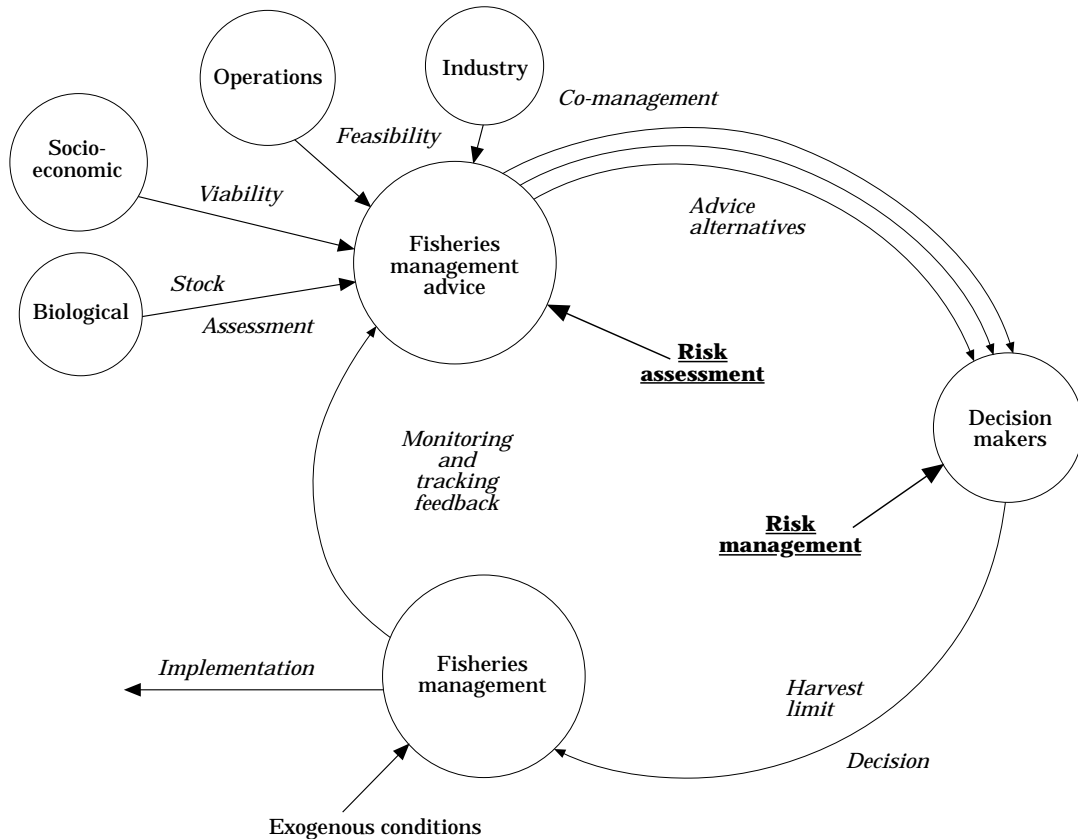 Operations
Industry
Co-management
Feasibility
Socio-
economic
Viability
Advice
alternatives
Fisheries
management
advice
Stock
Biological
Assessment
Risk
assessment
Decision
makers
Monitoring
and
tracking
feedback
Risk
management
Fisheries
management
Implementation
Harvest
limit
Decision
Exogenous conditions